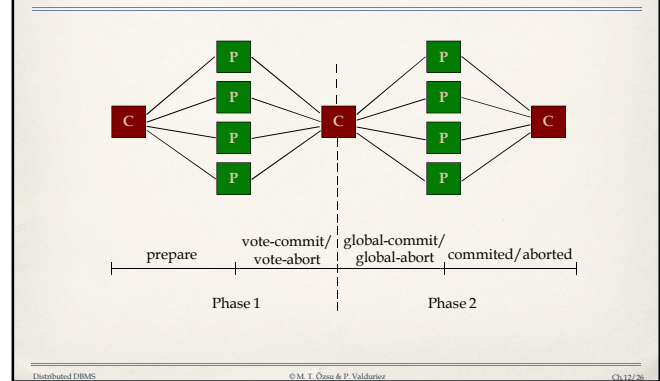 P
P
P
P
P
P
P
P
C
C
C
prepare
vote-commit/
vote-abort
global-commit/
global-abort
commited/aborted
Phase 1
Phase 2
Distributed DBMS
© M. T. Özsu & P. Valduriez
Ch.12/26